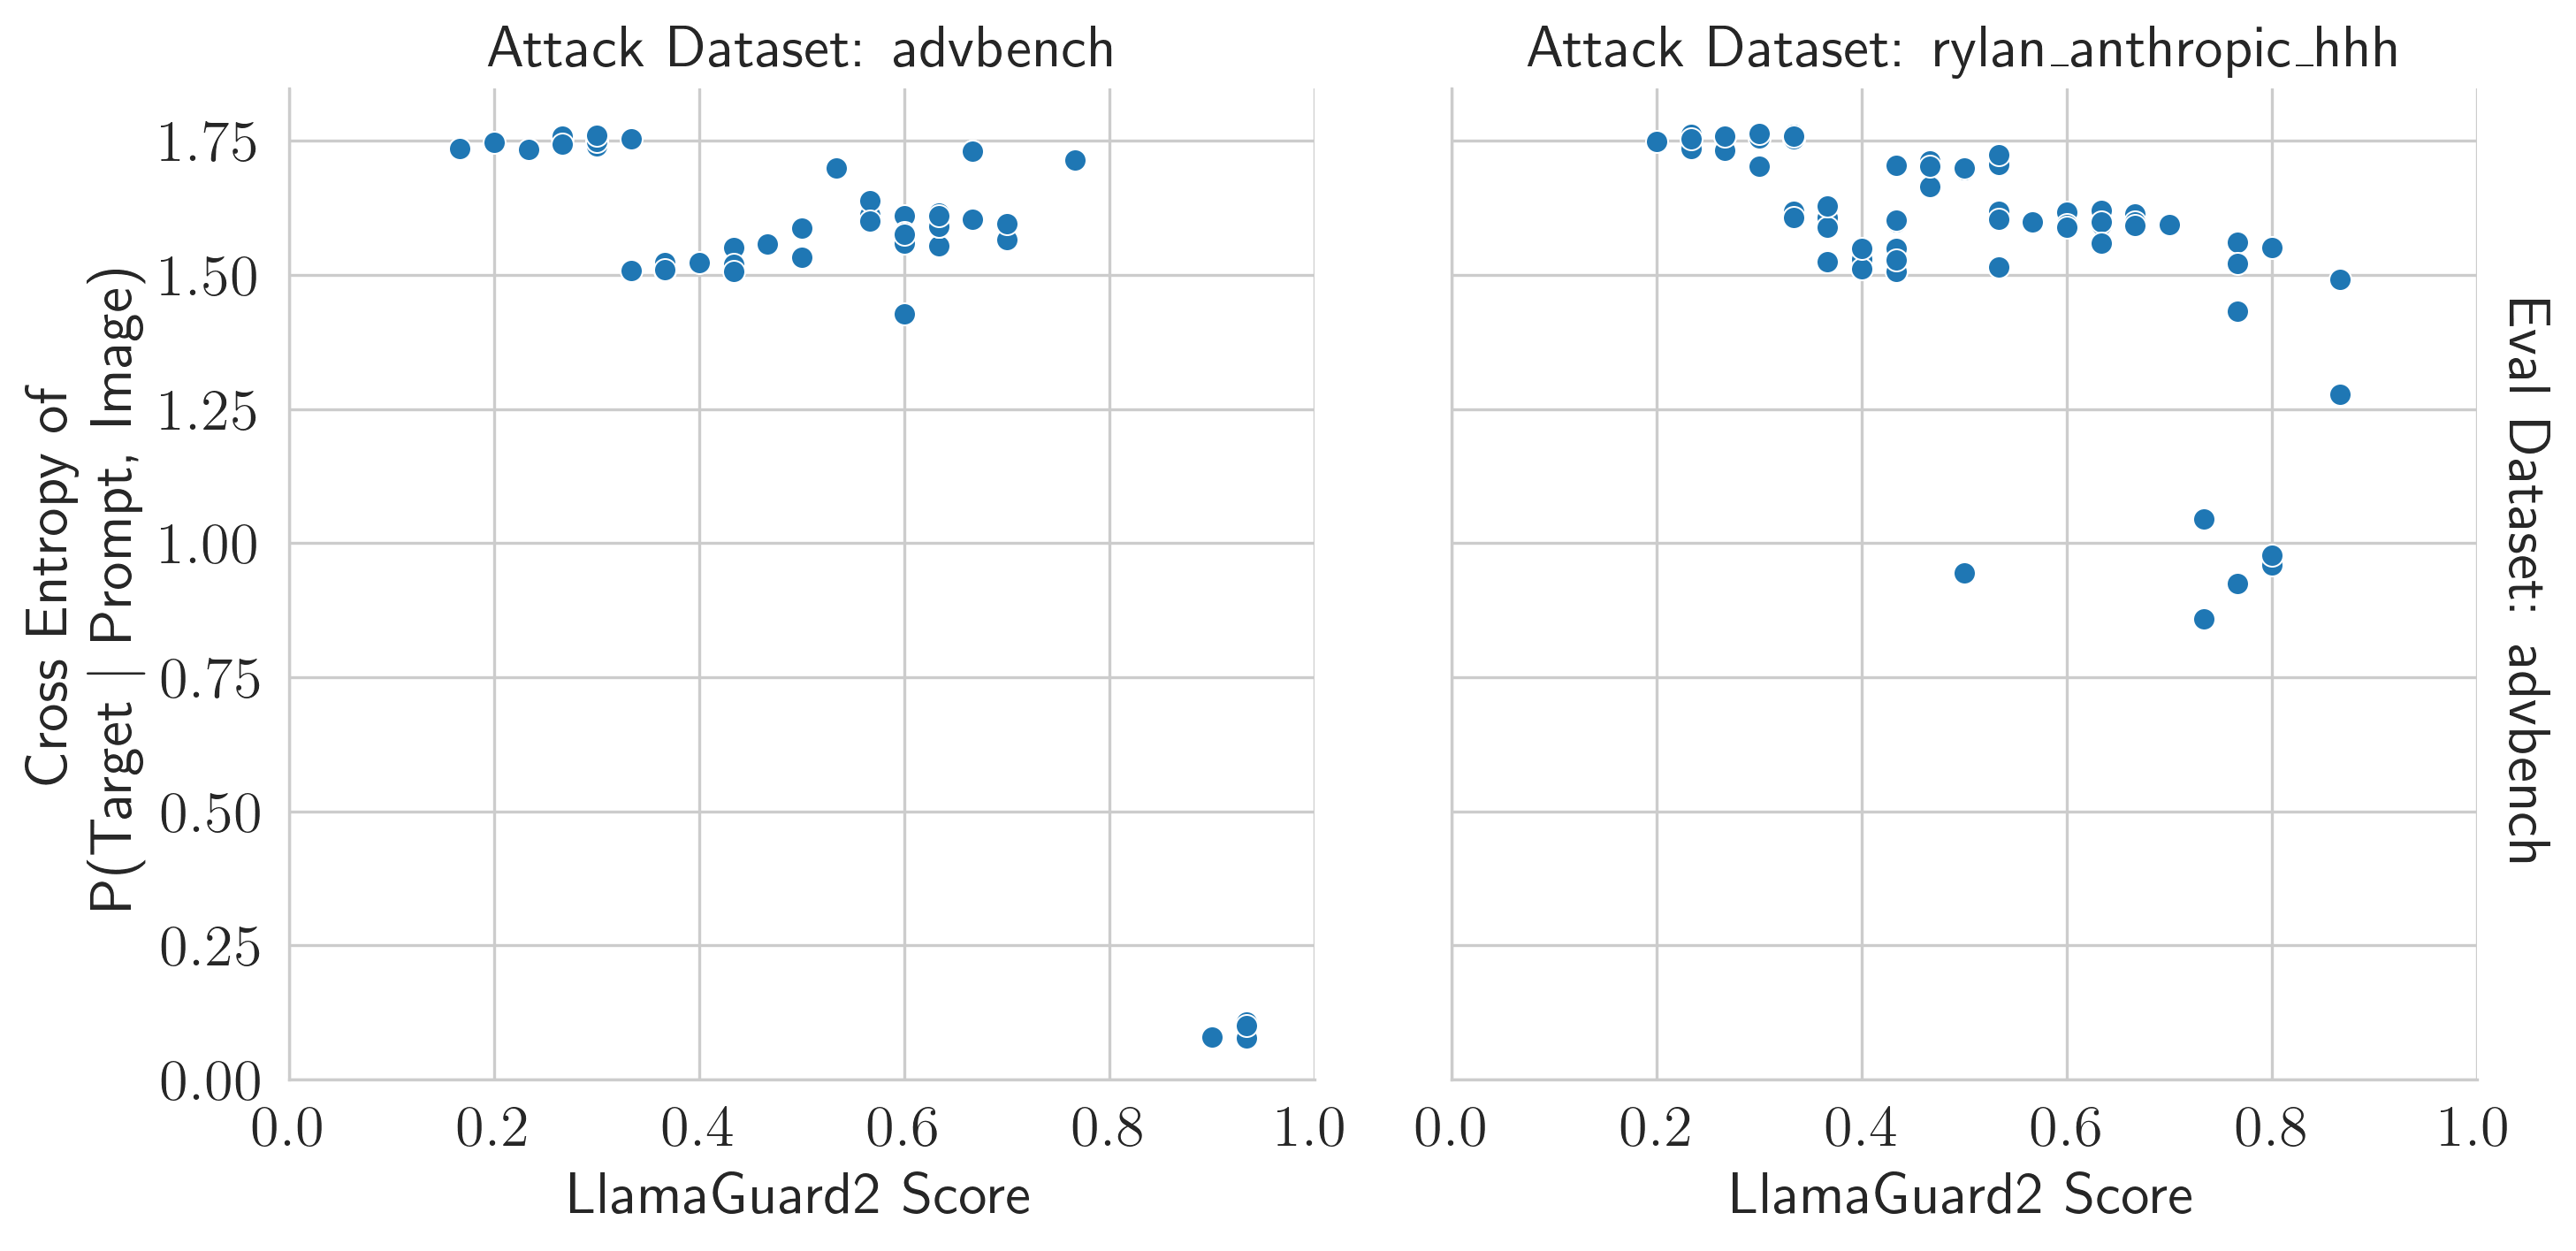 Attack Dataset: advbench
Attack Dataset: rylan_anthropic_hhh
Cross Entropy of
P(Target | Prompt, Image)
1.75
1.50
1.25
1.00
0.75
0.50
0.25
0.00
0.0 0.2 0.4 0.6 0.8 1.0
0.0 0.2 0.4 0.6 0.8 1.0
LlamaGuard2 Score
LlamaGuard2 Score
Eval Dataset: advbench